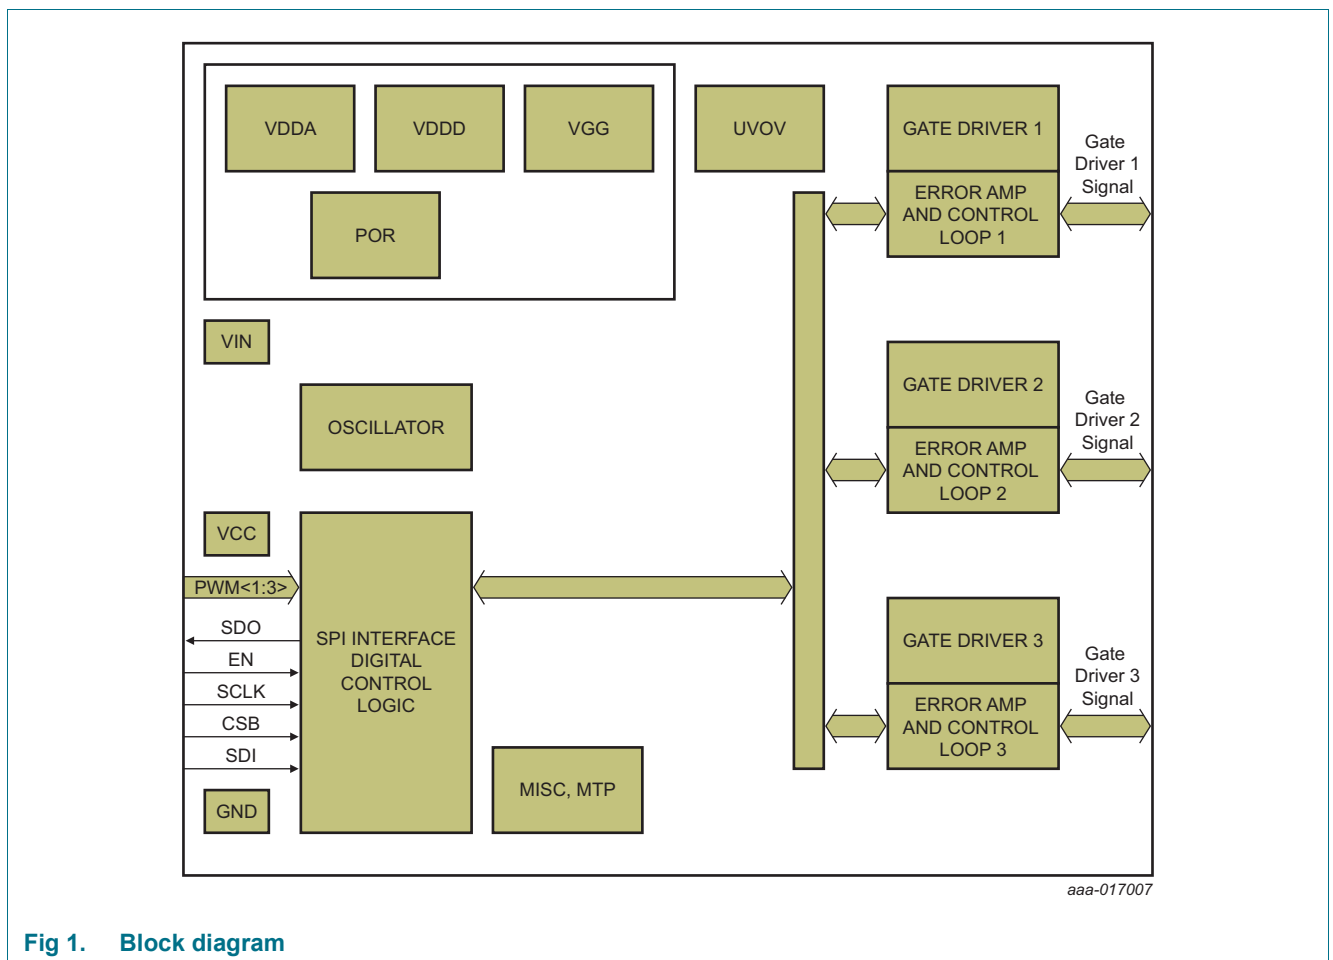 VDDA
VDDD
VGG
UVOV
GATE DRIVER 1
Gate
Driver 1
Signal
ERROR AMP
AND CONTROL
LOOP 1
POR
VIN
GATE DRIVER 2
Gate
Driver 2
Signal
OSCILLATOR
ERROR AMP
AND CONTROL
LOOP 2
VCC
PWM<1:3>
SDO
EN
SCLK
CSB
SDI
SPI INTERFACE
DIGITAL
CONTROL
LOGIC
GATE DRIVER 3
Gate
Driver 3
Signal
ERROR AMP
AND CONTROL
LOOP 3
MISC, MTP
GND
aaa-017007
Fig 1. Block diagram